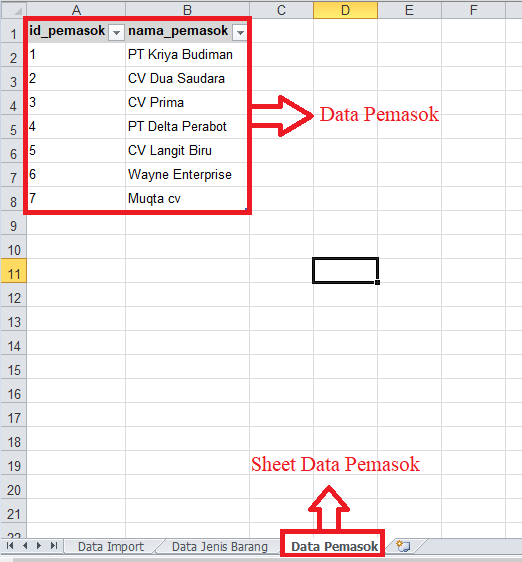 A B C D E F
1 id_pemasok nama_pemasok
2 1 PT Kriya Budiman
3 2 CV Dua Saudara
4 3 CV Prima
Data Pemasok
5 4 PT Delta Perabot
6 5 CV Langit Biru
7 6 Wayne Enterprise
8 7 Muqta cv
9
10
11
12
13
14
15
16
17
18
19
Sheet Data Pemasok
20
21
22
Data Import Data Jenis Barang Data Pemasok